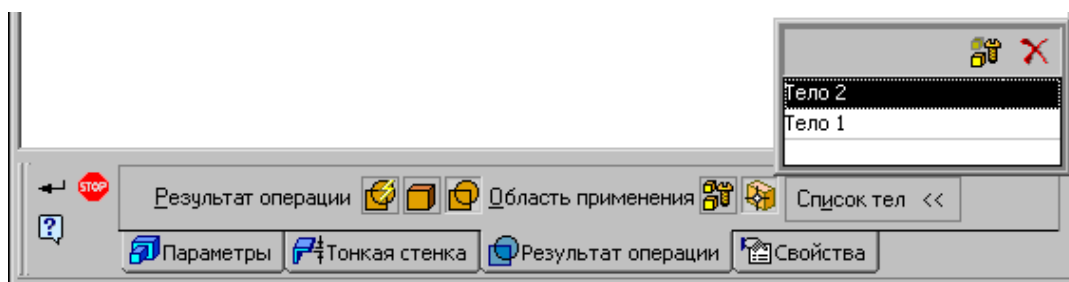 Тело 2
Тело 1
STOP Результат операции Область применения Список тел <<
?
Параметры Тонкая стенка Результат операции Свойства